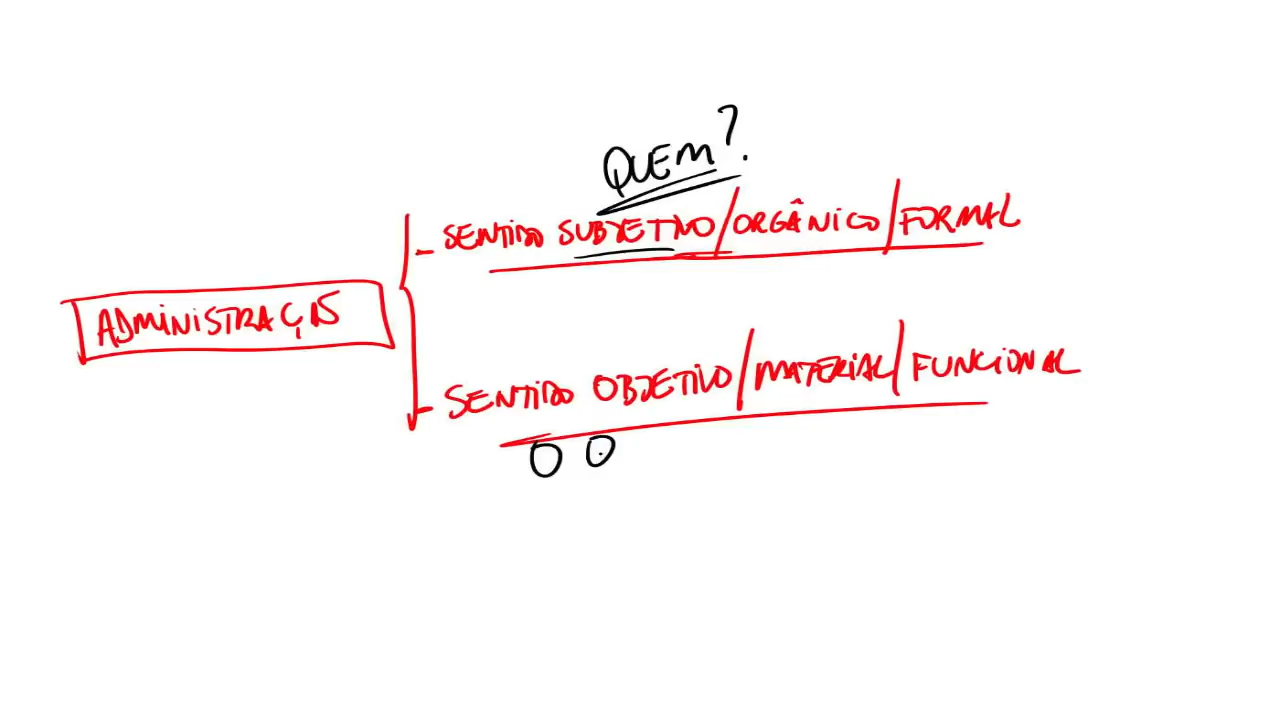 QUEM?
- SENTIDO SUBJETIVO/ORGÂNICO/FORMAL
ADMINISTRAÇÃO
- SENTIDO OBJETIVO/MATERIAL/FUNCIONAL
O O